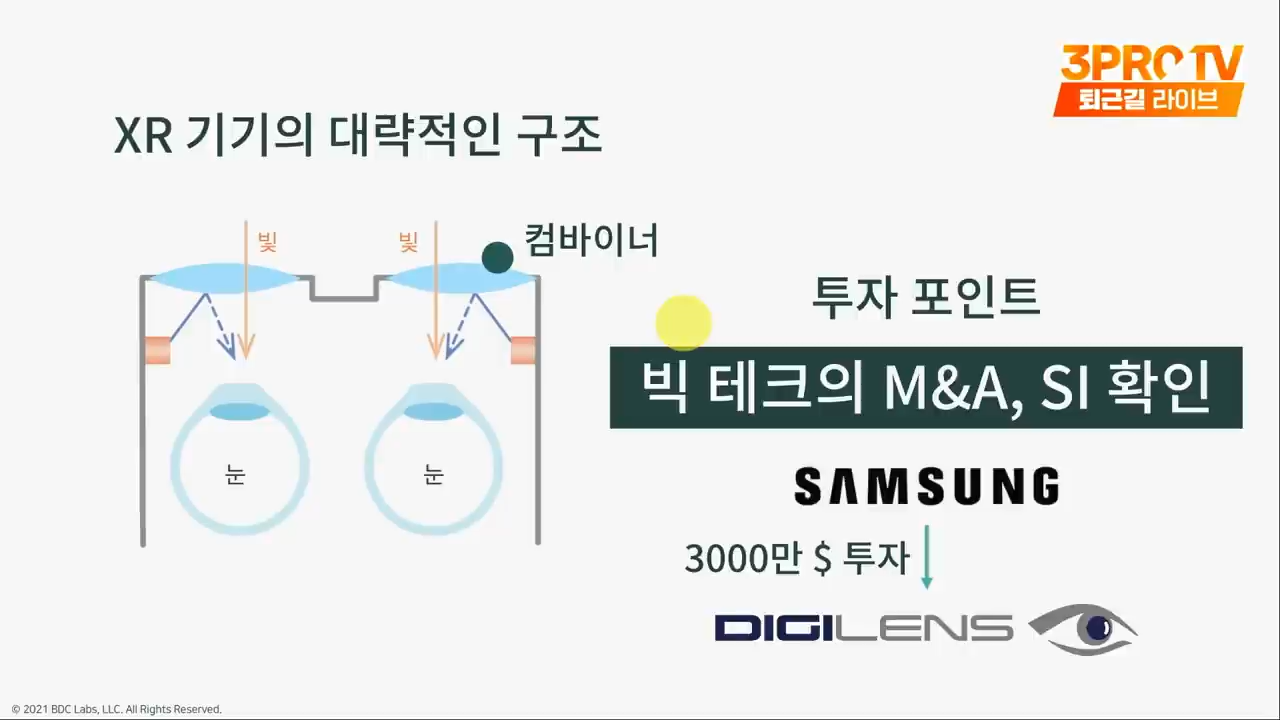 3PROTV
퇴근길 라이브
XR 기기의 대략적인 구조
빛
빛
컴바이너
눈
눈
투자 포인트
빅 테크의 M&A, SI 확인
SAMSUNG
3000만 $ 투자
DIGILENS
© 2021 BDC Labs, LLC. All Rights Reserved.